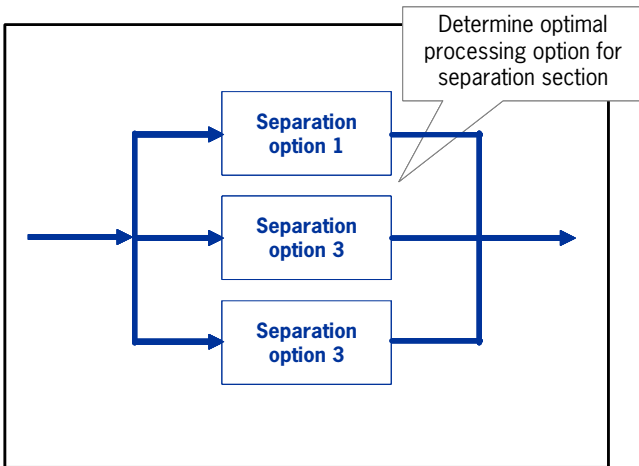 Determine optimal
processing option for
separation section
Separation
option 1
Separation
option 3
Separation
option 3